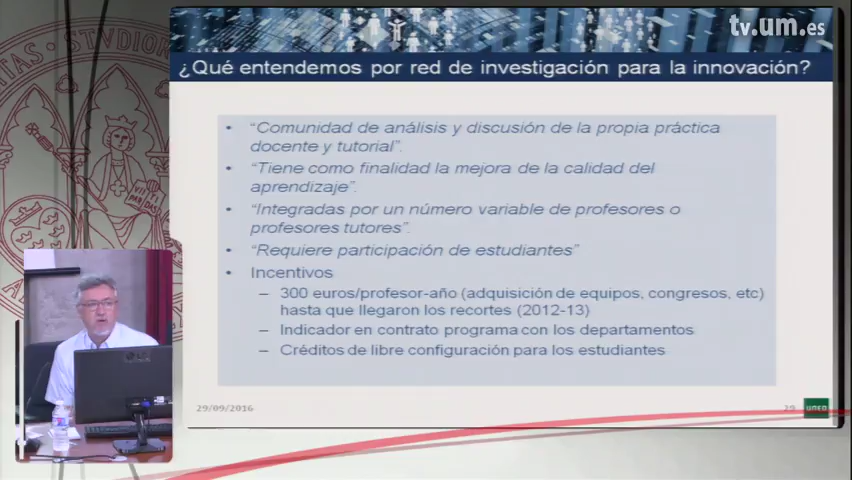 tv.um.es
¿Qué entendemos por red de investigación para la innovación?
• “Comunidad de análisis y discusión de la propia práctica
docente y tutorial”.
• “Tiene como finalidad la mejora de la calidad del
aprendizaje”.
• “Integradas por un número variable de profesores o
profesores tutores”.
• “Requiere participación de estudiantes”
• Incentivos
– 300 euros/profesor-año (adquisición de equipos, congresos, etc)
hasta que llegaron los recortes (2012-13)
– Indicador en contrato programa con los departamentos
– Créditos de libre configuración para los estudiantes
29/09/2016
29
UNED